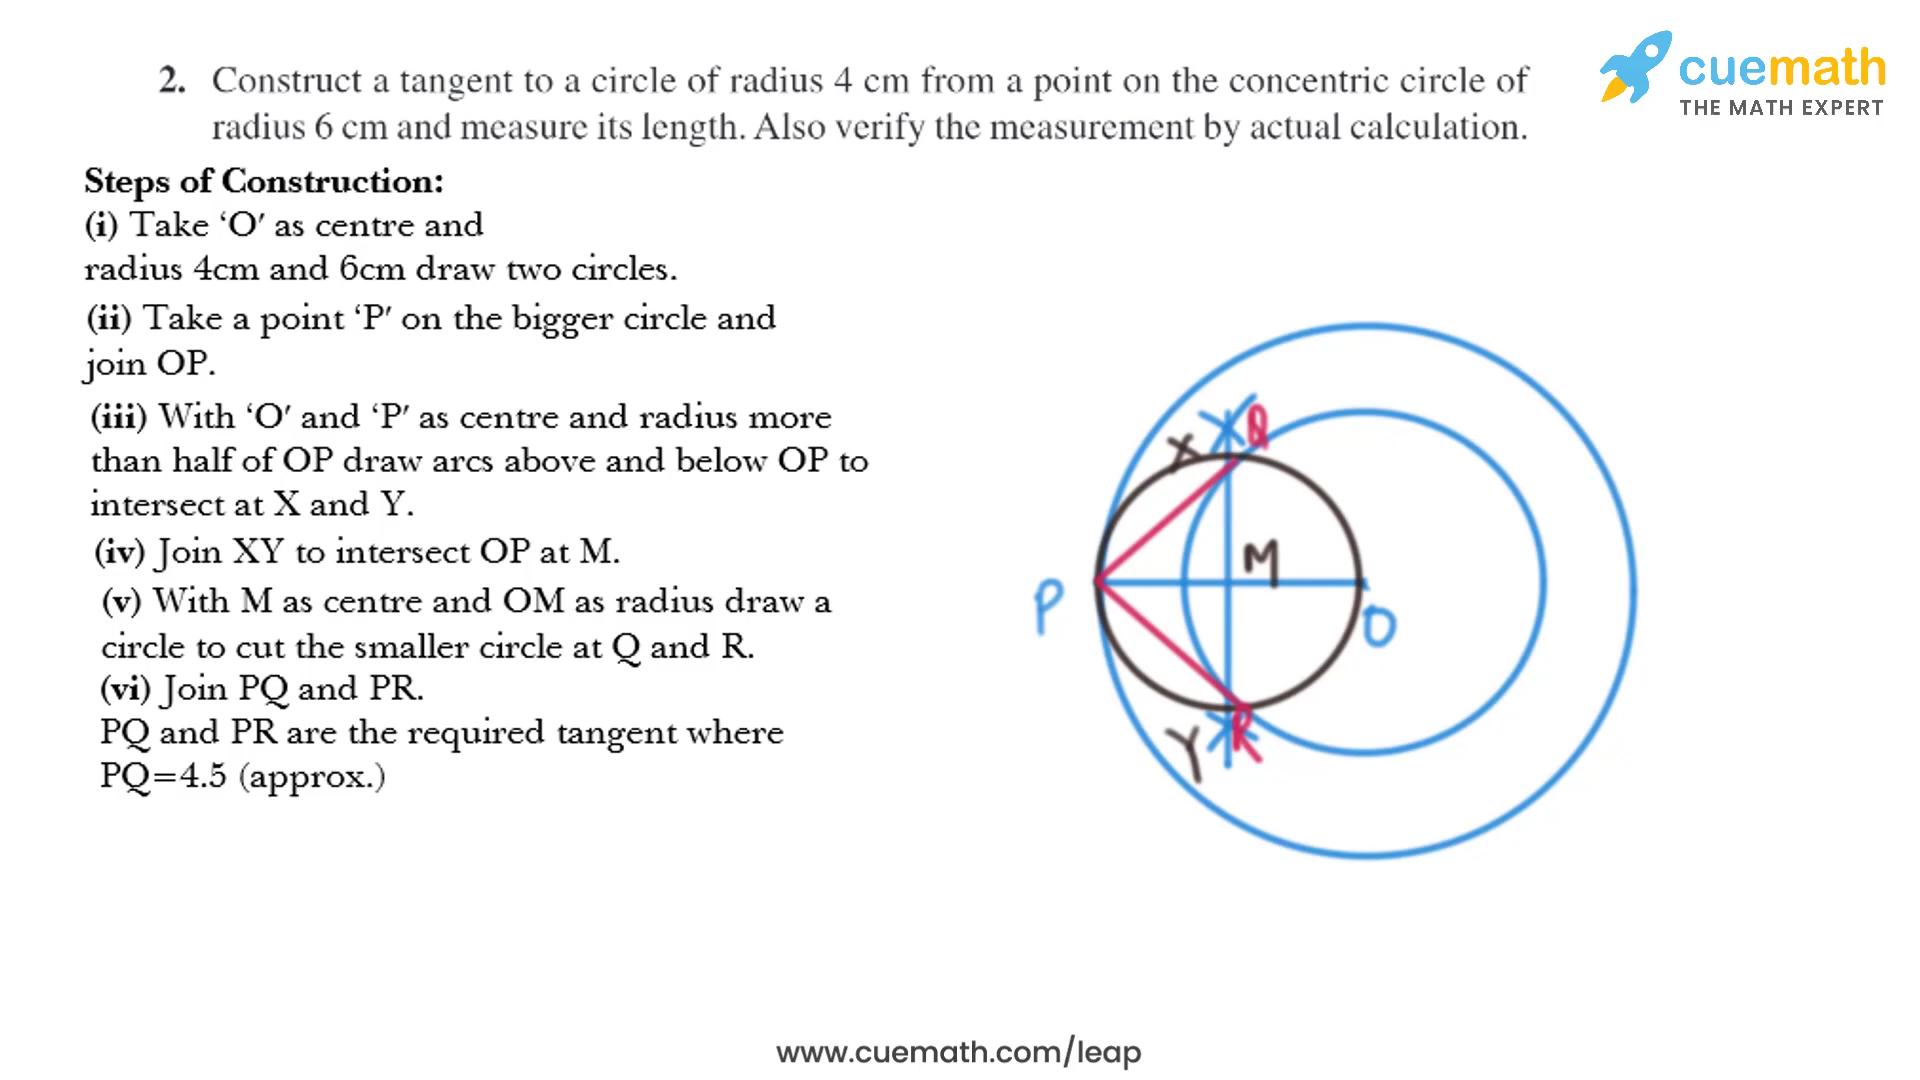 2. Construct a tangent to a circle of radius 4 cm from a point on the concentric circle of
radius 6 cm and measure its length. Also verify the measurement by actual calculation.
cuemath
THE MATH EXPERT
Steps of Construction:
(i) Take ‘O′ as centre and
radius 4cm and 6cm draw two circles.
(ii) Take a point ‘P′ on the bigger circle and
join OP.
(iii) With ‘O′ and ‘P′ as centre and radius more
than half of OP draw arcs above and below OP to
intersect at X and Y.
(iv) Join XY to intersect OP at M.
(v) With M as centre and OM as radius draw a
circle to cut the smaller circle at Q and R.
(vi) Join PQ and PR.
PQ and PR are the required tangent where
PQ=4.5 (approx.)
X
Q
M
P
O
Y
R
www.cuemath.com/leap